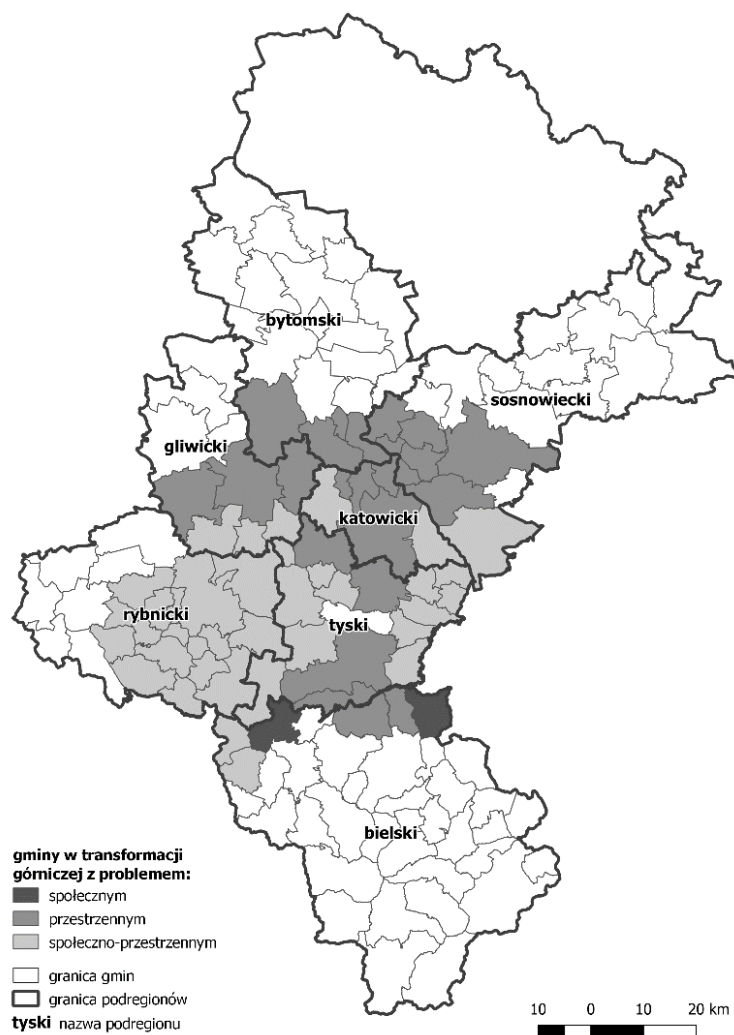 bytomski
sosnowiecki
gliwicki
katowicki
rybnicki
tyski
bielski
gminy w transformacji
górniczej z problemem:
społecznym
przestrzennym
społeczno-przestrzennym
granica gmin
granica podregionów
tyski nazwa podregionu
10 0 10 20 km